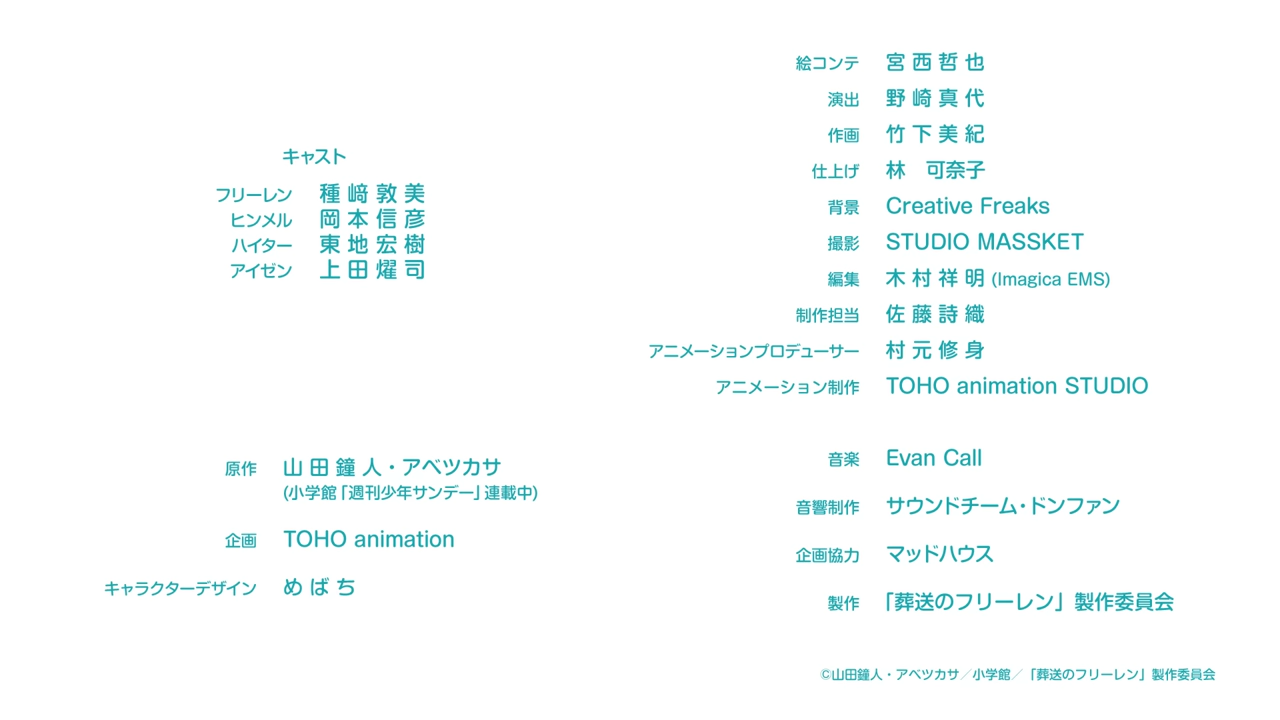 キャスト
フリーレン 種﨑敦美
ヒンメル 岡本信彦
ハイター 東地宏樹
アイゼン 上田燿司
原作 山田鐘人・アベツカサ
(小学館「週刊少年サンデー」連載中)
企画 TOHO animation
キャラクターデザイン めばち
絵コンテ 宮西哲也
演出 野崎真代
作画 竹下美紀
仕上げ 林 可奈子
背景 Creative Freaks
撮影 STUDIO MASSKET
編集 木村祥明 (Imagica EMS)
制作担当 佐藤詩織
アニメーションプロデューサー 村元修身
アニメーション制作 TOHO animation STUDIO
音楽 Evan Call
音響制作 サウンドチーム・ドンファン
企画協力 マッドハウス
製作 「葬送のフリーレン」製作委員会
©山田鐘人・アベツカサ／小学館／「葬送のフリーレン」製作委員会